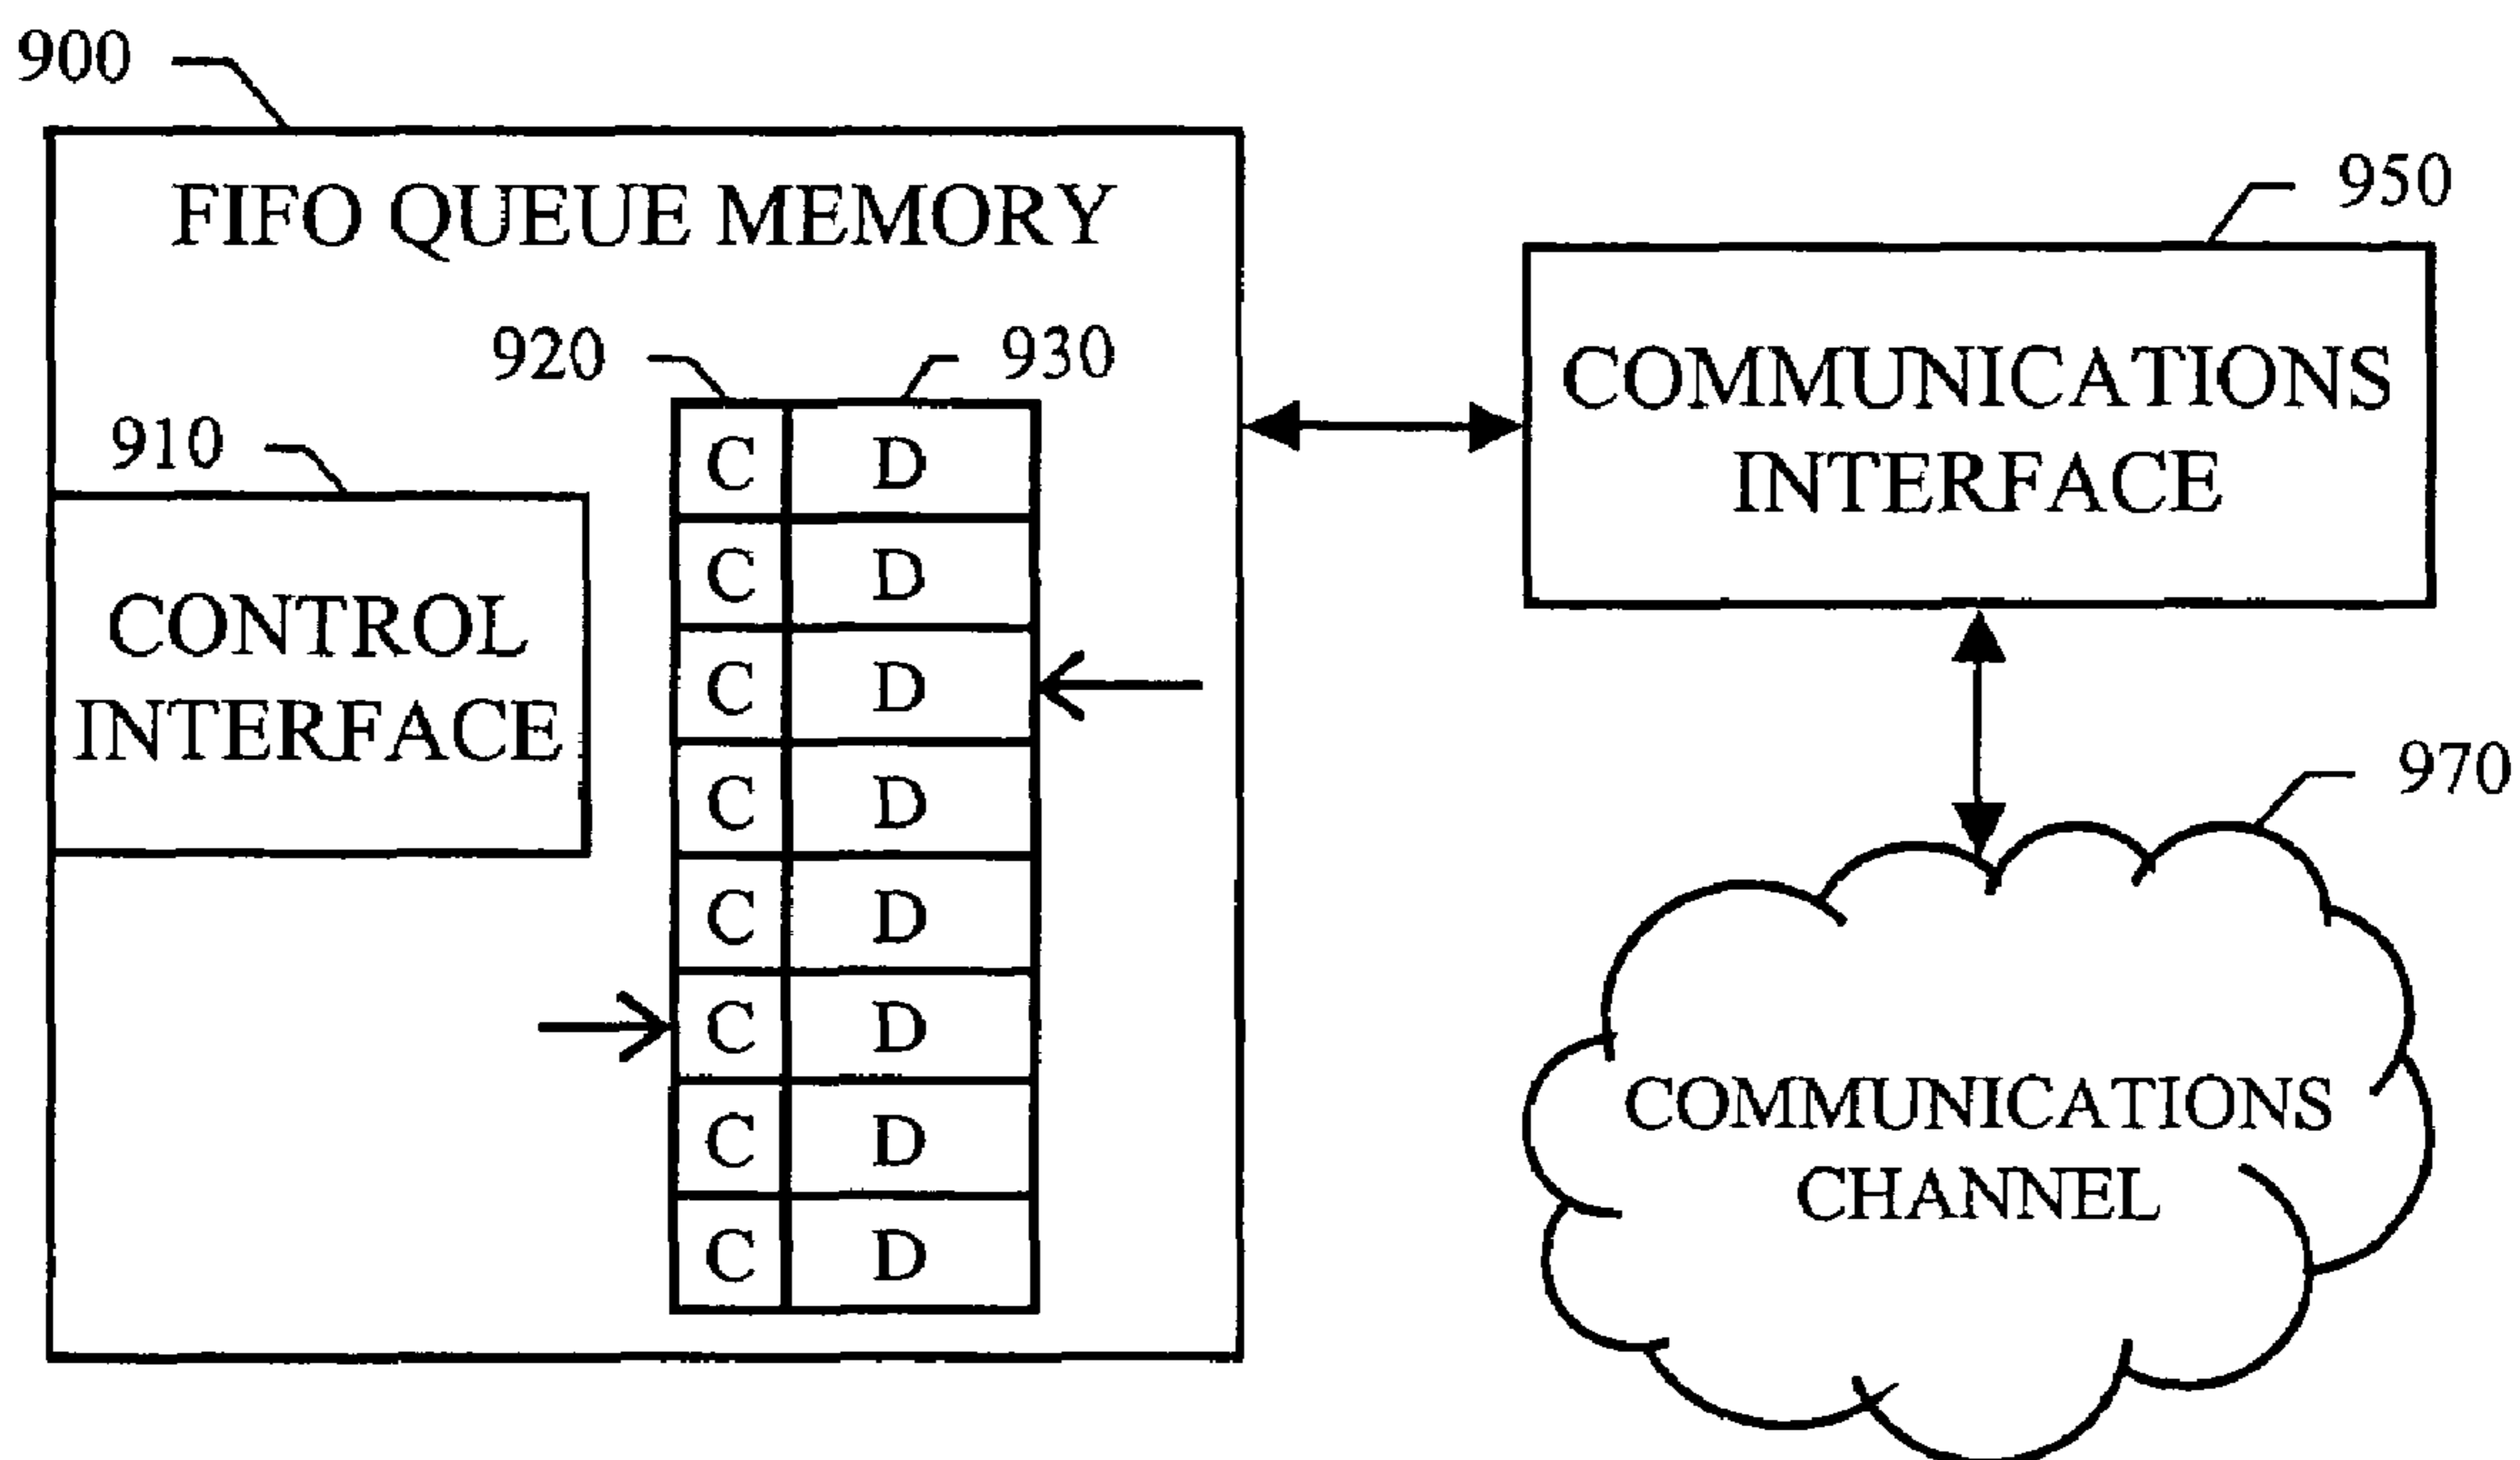 900
FIFO QUEUE MEMORY
950
920 930
COMMUNICATIONS
INTERFACE
910
C D
C D
CONTROL
INTERFACE
C D
C D
C D
C D
C D
C D
970
COMMUNICATIONS
CHANNEL